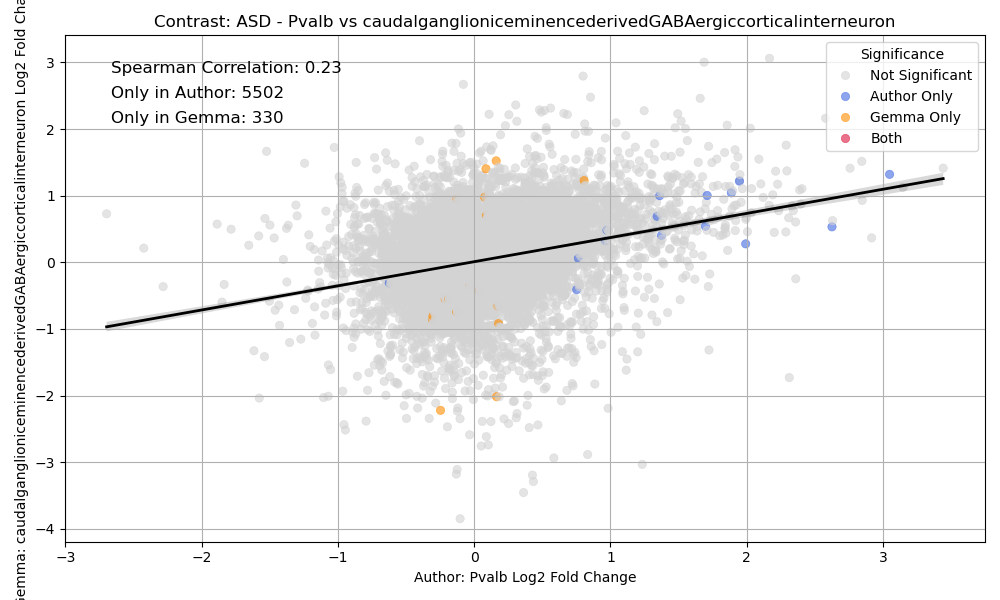 Contrast: ASD - Pvalb vs caudalganglioniceminencederivedGABAergiccorticalinterneuron
Spearman Correlation: 0.23
Only in Author: 5502
Only in Gemma: 330
Significance
Not Significant
Author Only
Gemma Only
Both
3
2
1
0
−1
−2
−3
−4
−3
−2
−1
0
1
2
3
Author: Pvalb Log2 Fold Change
caudalganglioniceminencederivedGABAergiccorticalinterneuron Log2 Fold